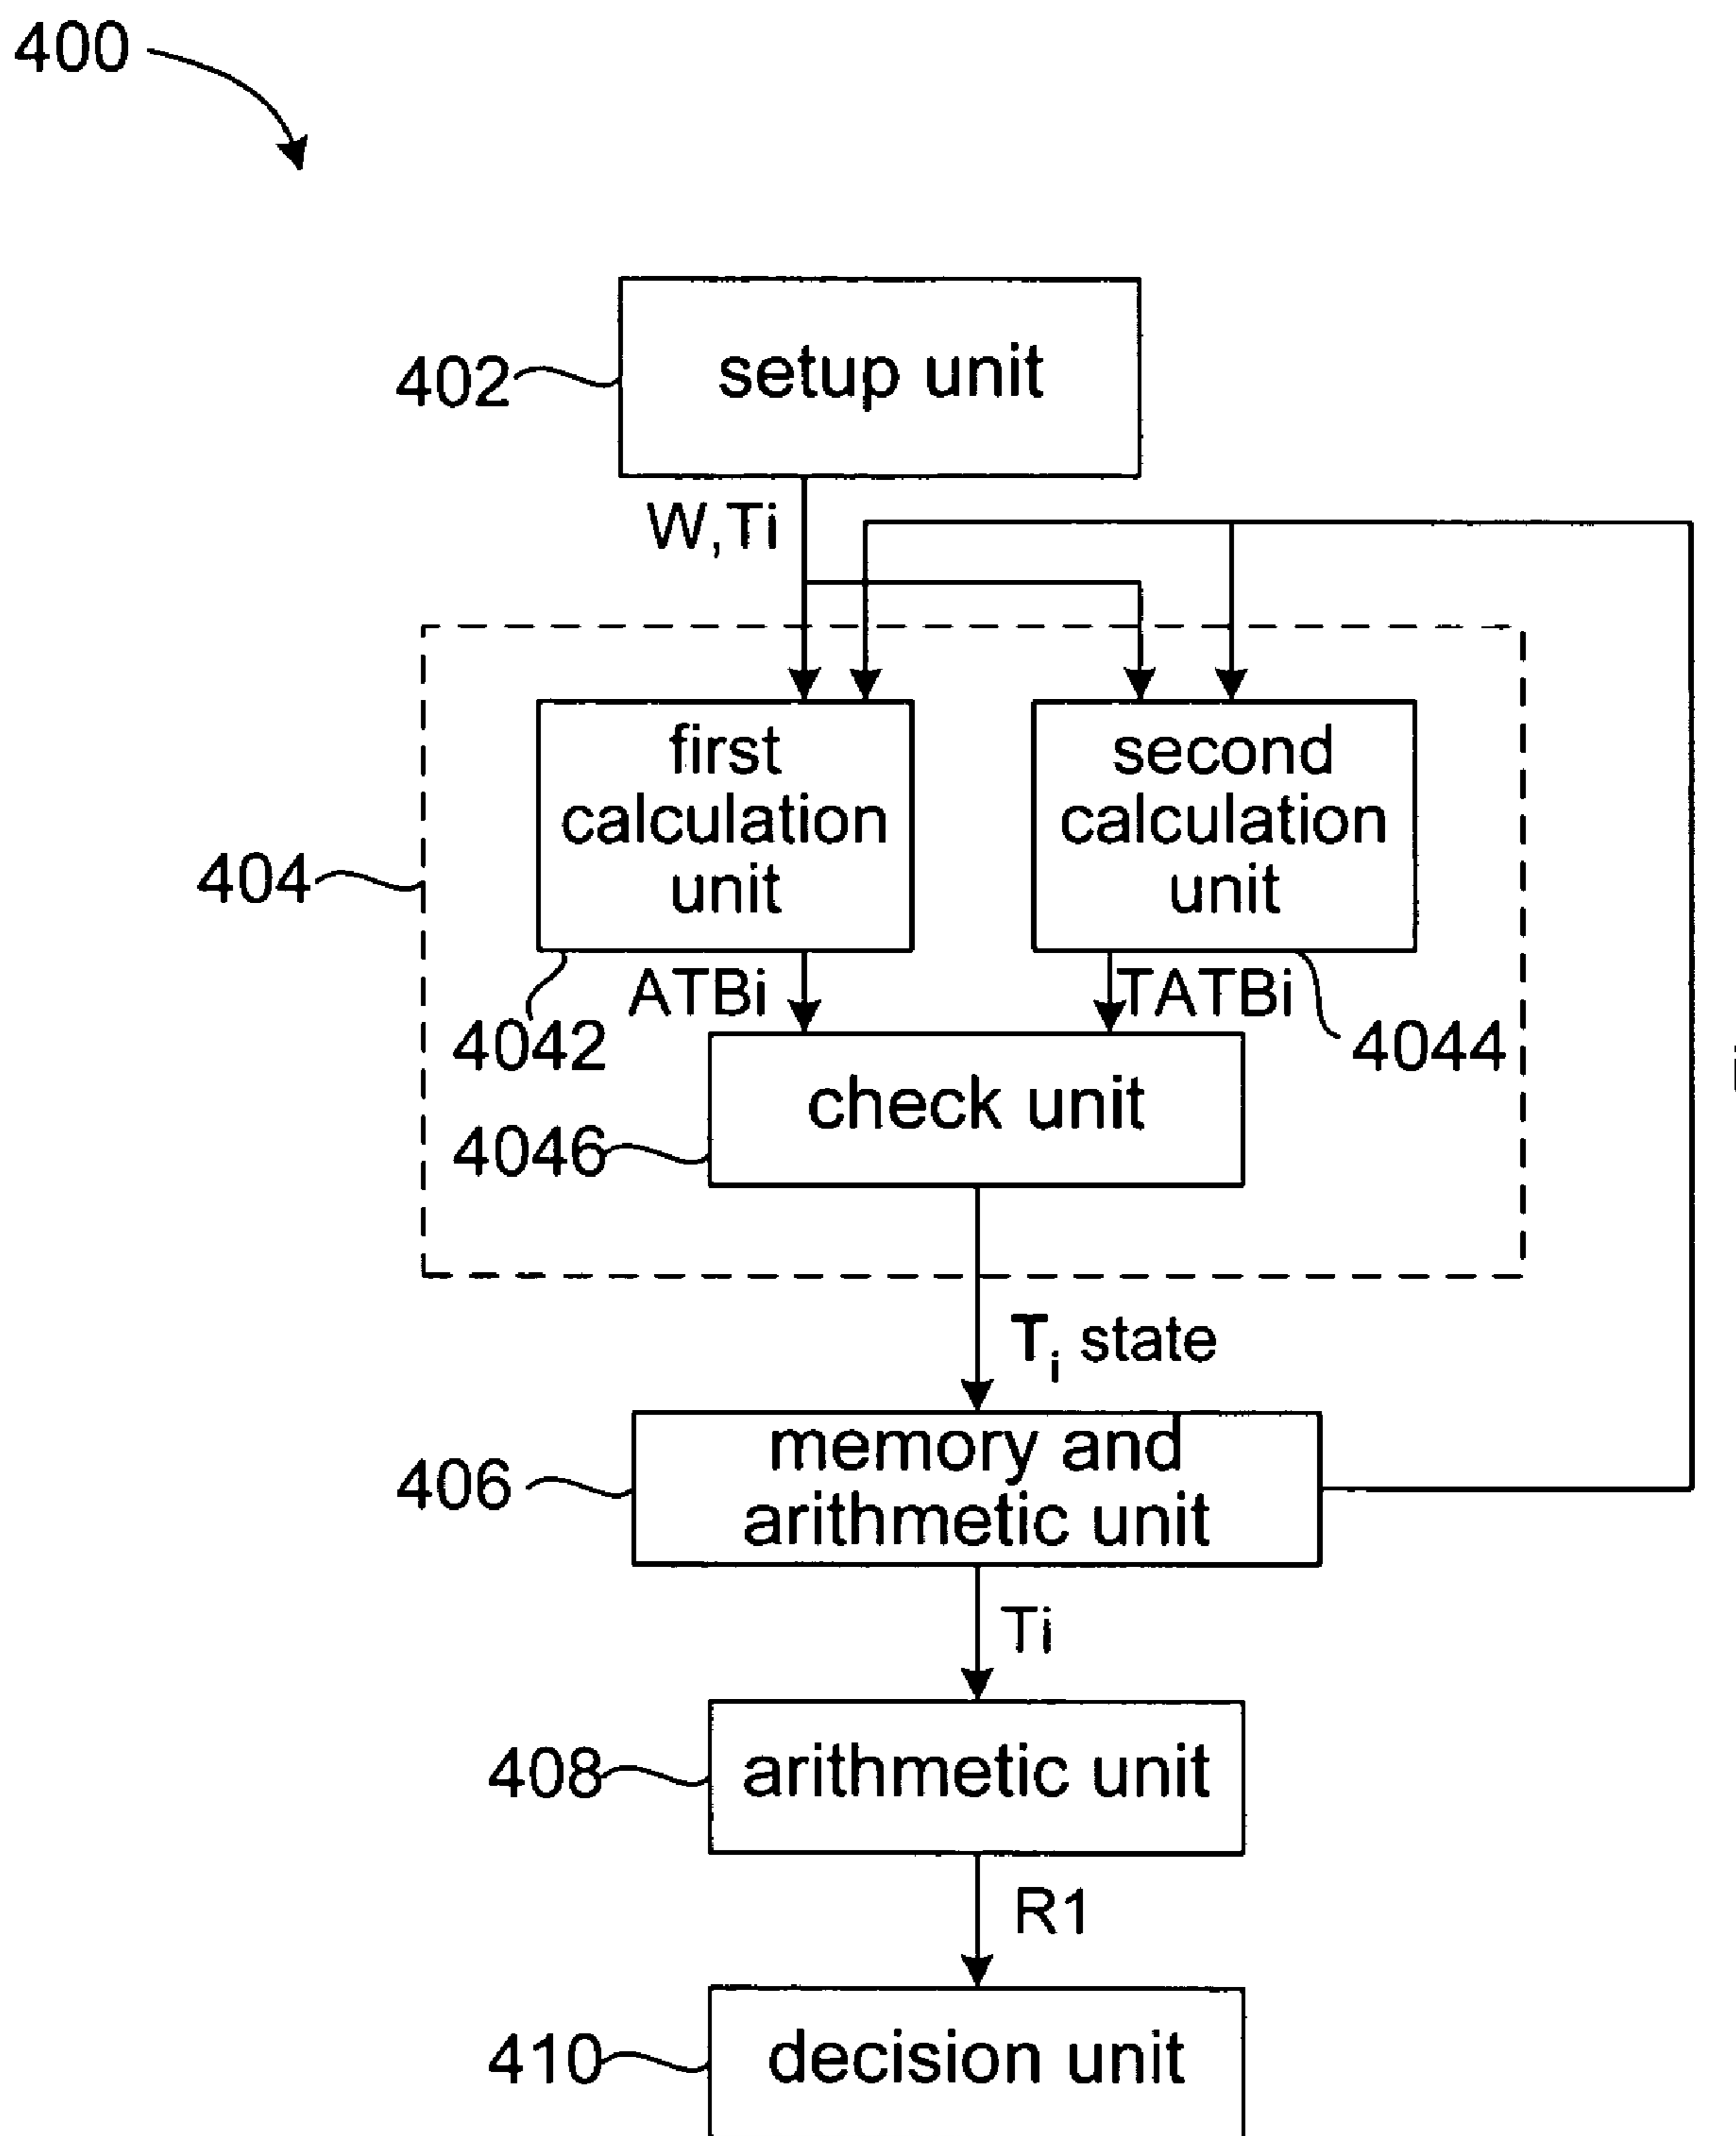 400
402
setup unit
W,Ti
first
calculation
unit
second
calculation
unit
404
4042
ATBi
TATBi
4044
check unit
4046
Ti state
memory and
arithmetic unit
406
Ti
408
arithmetic unit
R1
410
decision unit